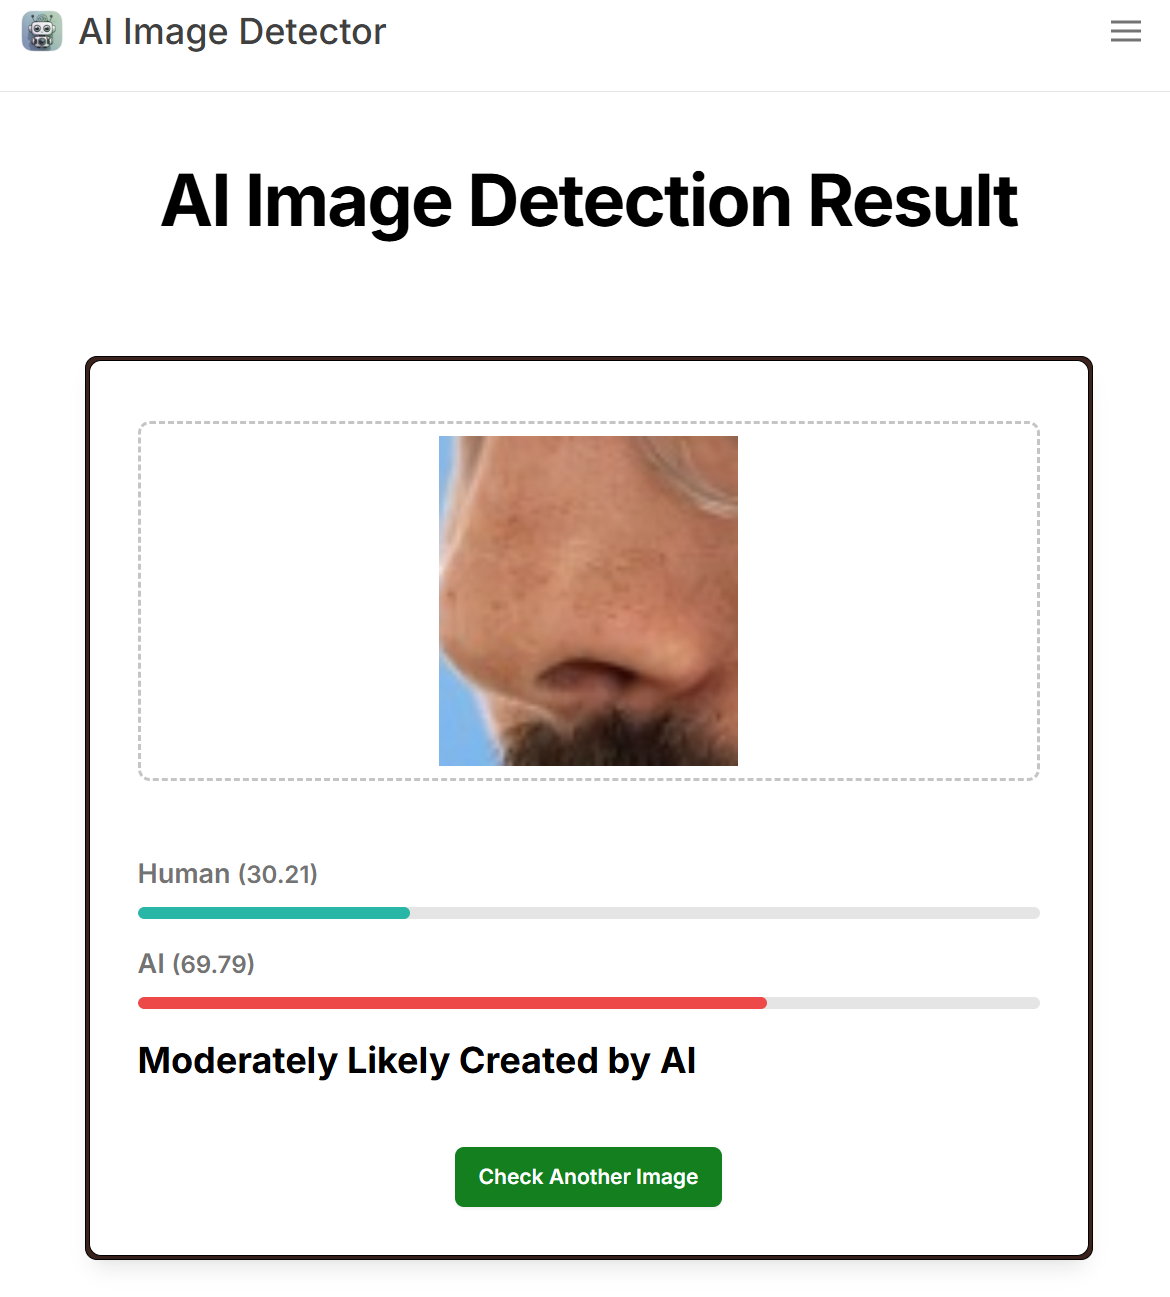 AI Image Detector
AI Image Detection Result
Human (30.21)
AI (69.79)
Moderately Likely Created by AI
Check Another Image